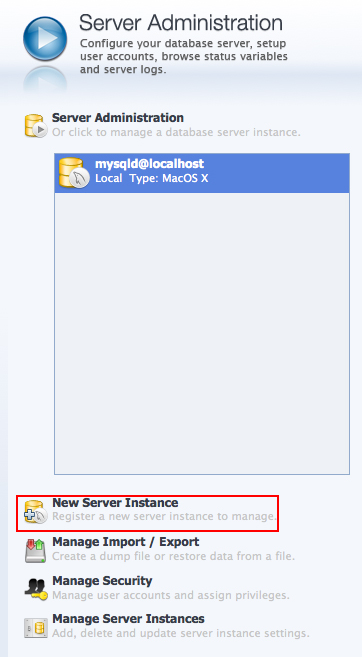 Server Administration
Configure your database server, setup
user accounts, browse status variables
and server logs.
Server Administration
Or click to manage a database server instance.
mysqld@localhost
Local Type: MacOS X
New Server Instance
Register a new server instance to manage.
Manage Import / Export
Create a dump file or restore data from a file.
Manage Security
Manage user accounts and assign privileges.
Manage Server Instances
Add, delete and update server instance settings.